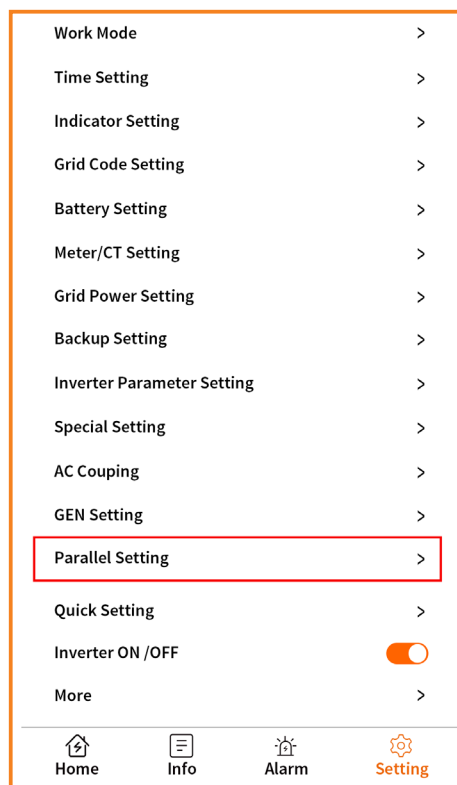 Work Mode >
Time Setting >
Indicator Setting >
Grid Code Setting >
Battery Setting >
Meter/CT Setting >
Grid Power Setting >
Backup Setting >
Inverter Parameter Setting >
Special Setting >
AC Couping >
GEN Setting >
Parallel Setting >
Quick Setting >
Inverter ON /OFF
More >
Home Info Alarm Setting